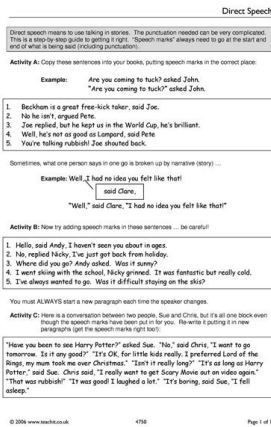 Direct Speech
Direct speech means to use talking in stories. The punctuation needed can be very complicated.
This is a step-by-step guide to getting it right. "Speech marks" always need to go at the start and
end of what is being said (including punctuation).
Activity A: Copy these sentences into your books, putting speech marks in the correct place:
Example: Are you coming to tuck? asked John.
"Are you coming to tuck?" asked John.
1. Beckham is a great free-kick taker, said Joe.
2. No he isn't, argued Pete.
3. Joe replied, but he kept us in the World Cup, he's brilliant.
4. Well, he's not as good as Lampard, said Pete
5. You're talking rubbish! Joe shouted back.
Sometimes, what one person says in one go is broken up by narrative (story) …
Example: Well, I had no idea you felt like that!
said Clare,
"Well," said Clare, "I had no idea you felt like that!"
Activity B: Now try adding speech marks in these sentences … be careful!
1. Hello, said Andy, I haven't seen you about in ages.
2. No, replied Nicky, I've just got back from holiday.
3. Where did you go? Andy asked. Was it sunny?
4. I went skiing with the school, Nicky grinned. It was fantastic but really cold.
5. I've always wanted to go. Was it difficult staying on the skis?
You must ALWAYS start a new paragraph each time the speaker changes.
Activity C: Here is a conversation between two people, Sue and Chris, but it's all one block even
though the speech marks have been put in for you. Re-write it putting it in new
paragraphs (get the speech marks right too!):
"Have you been to see Harry Potter?" asked Sue. "No," said Chris, "I want to go
tomorrow. Is it any good?" "It's OK, for little kids really. I preferred Lord of the
Rings, my mum took me over Christmas." "Isn't it really long?" "It's as long as Harry
Potter," said Sue. Chris said, "I really want to get Scary Movie out on video again."
"That was rubbish!" "It was good! I laughed a lot." "It's boring, said Sue, "I fell
asleep."
© 2006 www.teachit.co.uk 4750 Page 1 of 1